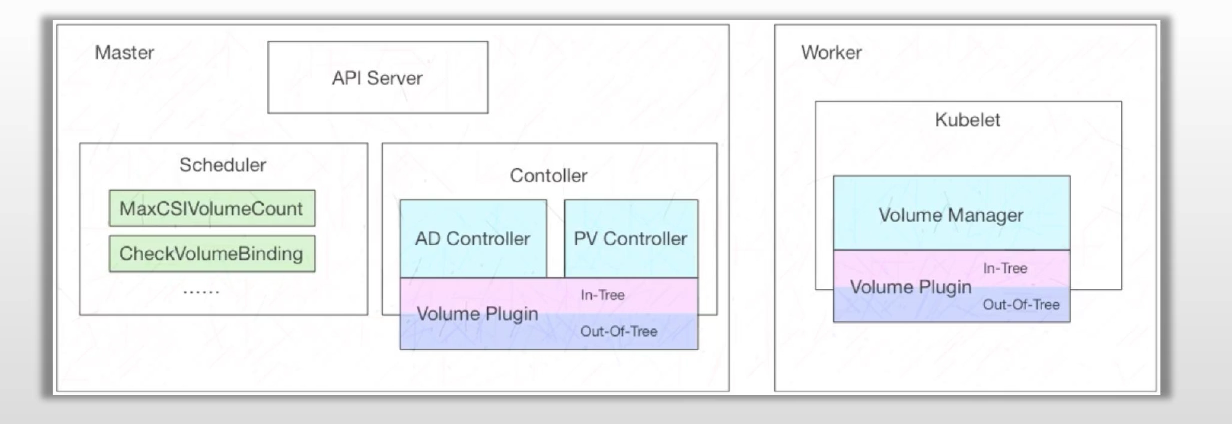 Master
API Server
Scheduler
MaxCSIVolumeCount
CheckVolumeBinding
......
Contoller
AD Controller
PV Controller
Volume Plugin
In-Tree
Out-Of-Tree
Worker
Kubelet
Volume Manager
Volume Plugin
In-Tree
Out-Of-Tree